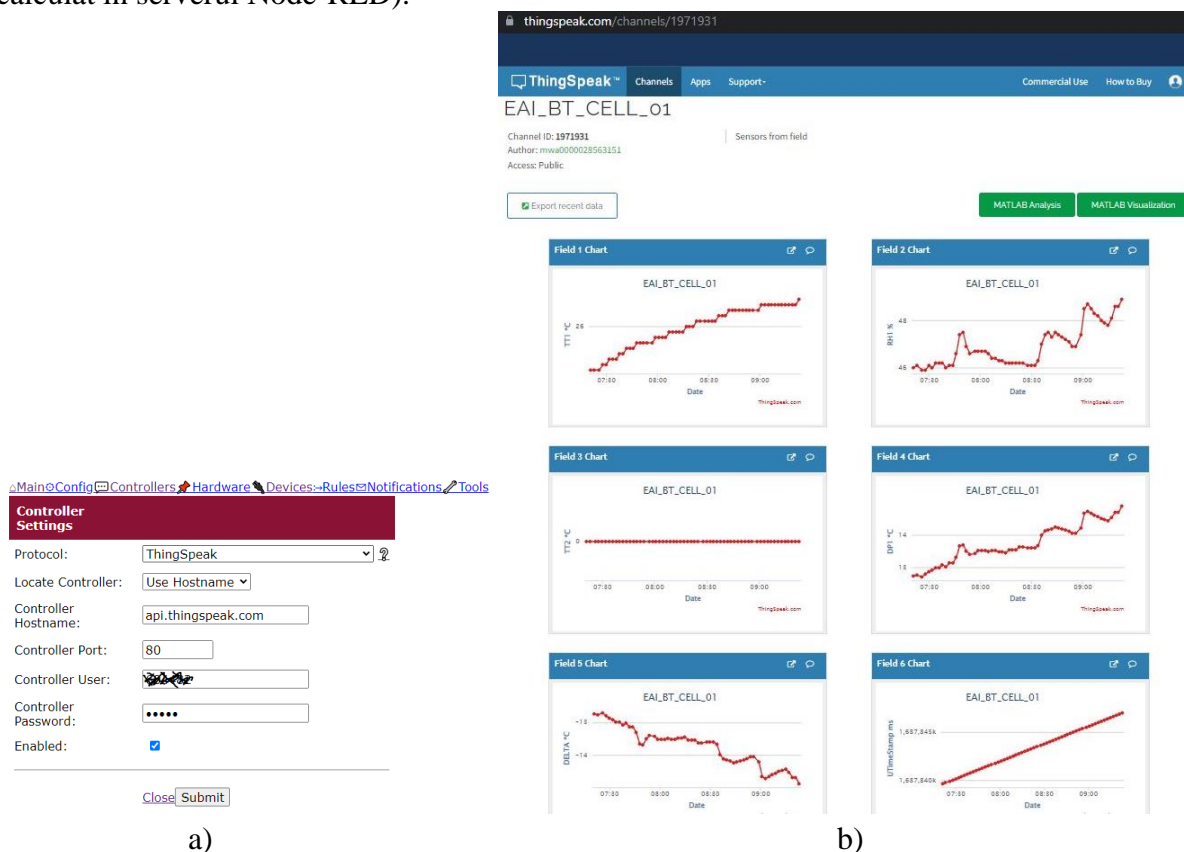 calculat în serverul Node-RED).
thingspeak.com/channels/1971931
ThingSpeak™ Channels Apps Support- Commercial Use How to Buy
EAI_BT_CELL_01
Channel ID: 1971931 Sensors from field
Author: mwa0000028563151
Access: Public
Export recent data MATLAB Analysis MATLAB Visualization
Field 1 Chart
EAI_BT_CELL_01
TT1 °C
26
07:30 08:00 08:30 09:00
Date
ThingSpeak.com
Field 2 Chart
EAI_BT_CELL_01
RH1 %
48
46
07:30 08:00 08:30 09:00
Date
ThingSpeak.com
Field 3 Chart
EAI_BT_CELL_01
TT2 °C
0
07:30 08:00 08:30 09:00
Date
ThingSpeak.com
Field 4 Chart
EAI_BT_CELL_01
DP1 °C
14
13
07:30 08:00 08:30 09:00
Date
ThingSpeak.com
Field 5 Chart
EAI_BT_CELL_01
DELTA °C
-13
-14
07:30 08:00 08:30 09:00
Date
Field 6 Chart
EAI_BT_CELL_01
UTimeStamp ms
1,687,845k
1,687,840k
07:30 08:00 08:30 09:00
Date
Main Config Controllers Hardware Devices Rules Notifications Tools
Controller
Settings
Protocol: ThingSpeak
Locate Controller: Use Hostname
Controller
Hostname: api.thingspeak.com
Controller Port: 80
Controller User:
Controller
Password: •••••
Enabled:
Close Submit
a)
b)